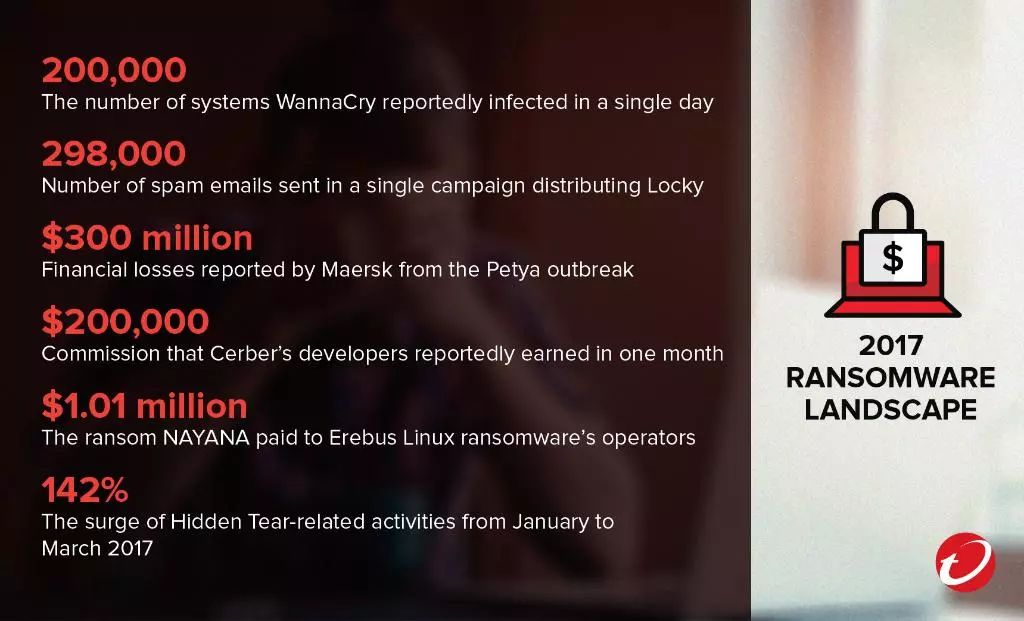 200,000
The number of systems WannaCry reportedly infected in a single day
298,000
Number of spam emails sent in a single campaign distributing Locky
$300 million
Financial losses reported by Maersk from the Petya outbreak
$200,000
Commission that Cerber's developers reportedly earned in one month
$1.01 million
The ransom NAYANA paid to Erebus Linux ransomware's operators
142%
The surge of Hidden Tear-related activities from January to
March 2017
$
2017
RANSOMWARE
LANDSCAPE